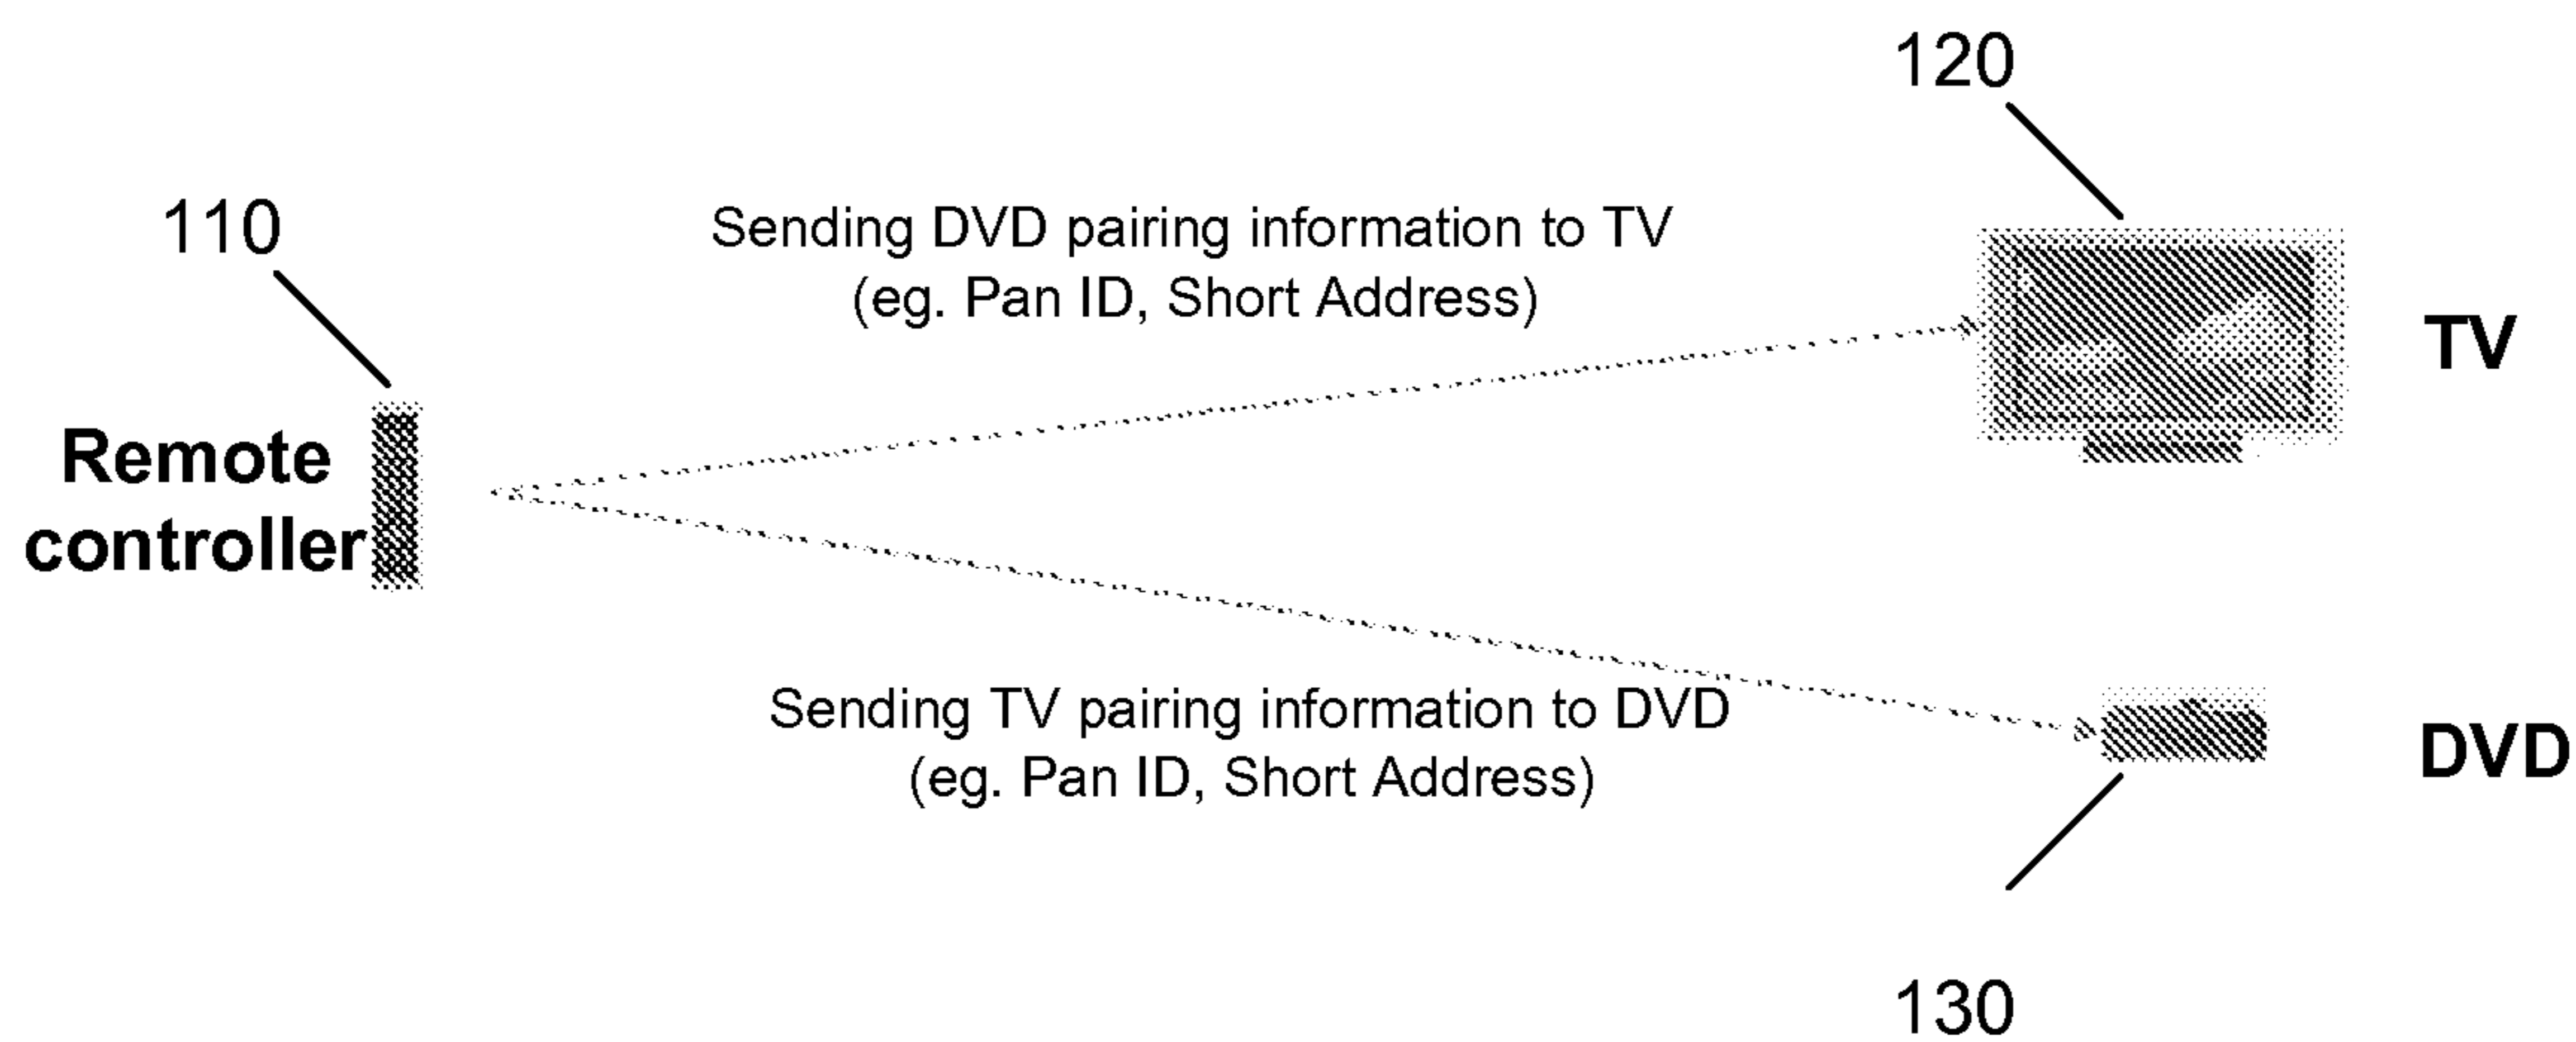 120
110
Sending DVD pairing information to TV
(eg. Pan ID, Short Address)
TV
Remote
controller
Sending TV pairing information to DVD
(eg. Pan ID, Short Address)
DVD
130